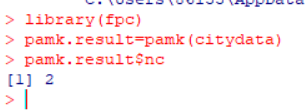 > library(fpc)
> pamk.result=pamk(citydata)
> pamk.result$nc
[1] 2
>